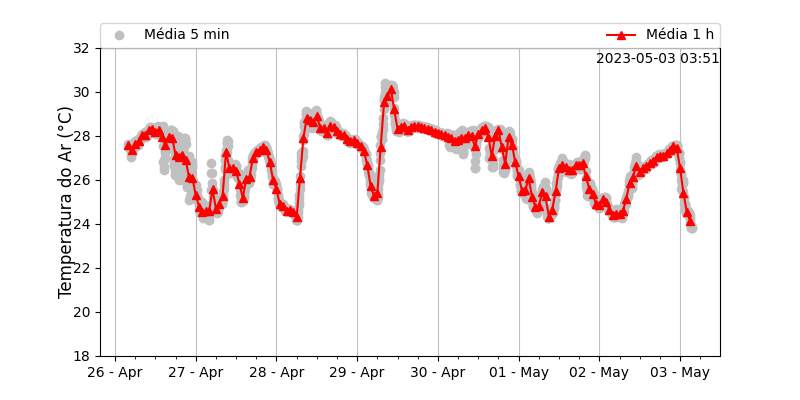 Média 5 min
Média 1 h
2023-05-03 03:51
Temperatura do Ar (°C)
32
30
28
26
24
22
20
18
26 - Apr
27 - Apr
28 - Apr
29 - Apr
30 - Apr
01 - May
02 - May
03 - May